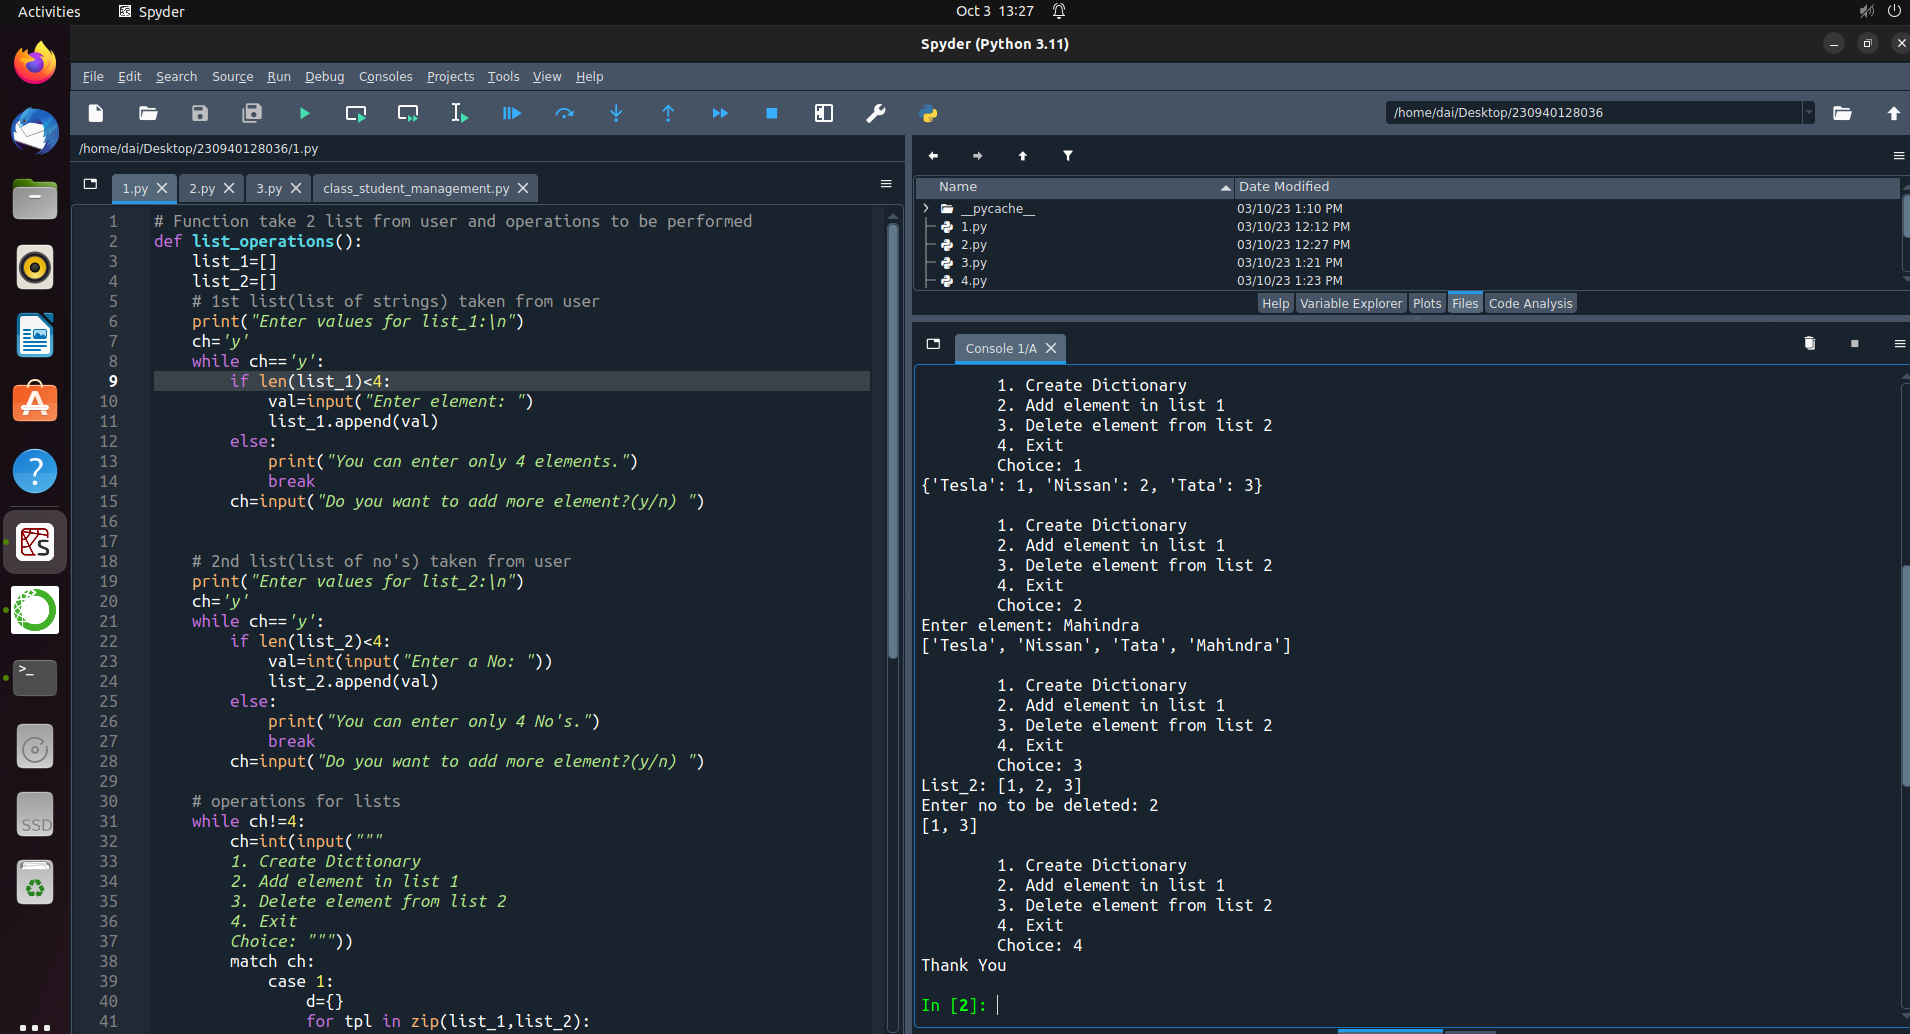 Activities
Spyder
Oct 3 13:27
Spyder (Python 3.11)
File Edit Search Source Run Debug Consoles Projects Tools View Help
/home/dai/Desktop/230940128036
/home/dai/Desktop/230940128036/1.py
1.py 2.py 3.py class_student_management.py
1 # Function take 2 list from user and operations to be performed
2 def list_operations():
3 list_1=[]
4 list_2=[]
5 # 1st list(list of strings) taken from user
6 print("Enter values for list_1:\n")
7 ch='y'
8 while ch=='y':
9 if len(list_1)<4:
10 val=input("Enter element: ")
11 list_1.append(val)
12 else:
13 print("You can enter only 4 elements.")
14 break
15 ch=input("Do you want to add more element?(y/n) ")
16
17
18 # 2nd list(list of no's) taken from user
19 print("Enter values for list_2:\n")
20 ch='y'
21 while ch=='y':
22 if len(list_2)<4:
23 val=int(input("Enter a No: "))
24 list_2.append(val)
25 else:
26 print("You can enter only 4 No's.")
27 break
28 ch=input("Do you want to add more element?(y/n) ")
29
30 # operations for lists
31 while ch!=4:
32 ch=int(input("""
33 1. Create Dictionary
34 2. Add element in list 1
35 3. Delete element from list 2
36 4. Exit
37 Choice: """))
38 match ch:
39 case 1:
40 d={}
41 for tpl in zip(list_1,list_2):
Name Date Modified
__pycache__ 03/10/23 1:10 PM
1.py 03/10/23 12:12 PM
2.py 03/10/23 12:27 PM
3.py 03/10/23 1:21 PM
4.py 03/10/23 1:23 PM
Help Variable Explorer Plots Files Code Analysis
Console 1/A
1. Create Dictionary
2. Add element in list 1
3. Delete element from list 2
4. Exit
Choice: 1
{'Tesla': 1, 'Nissan': 2, 'Tata': 3}
1. Create Dictionary
2. Add element in list 1
3. Delete element from list 2
4. Exit
Choice: 2
Enter element: Mahindra
['Tesla', 'Nissan', 'Tata', 'Mahindra']
1. Create Dictionary
2. Add element in list 1
3. Delete element from list 2
4. Exit
Choice: 3
List_2: [1, 2, 3]
Enter no to be deleted: 2
[1, 3]
1. Create Dictionary
2. Add element in list 1
3. Delete element from list 2
4. Exit
Choice: 4
Thank You
In [2]:
SSD